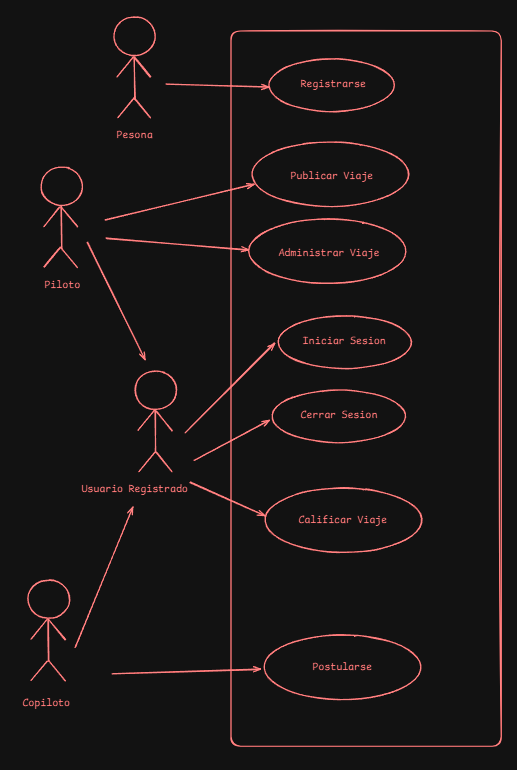 Registrarse
Pesona
Publicar Viaje
Administrar Viaje
Piloto
Iniciar Sesion
Cerrar Sesion
Usuario Registrado
Calificar Viaje
Postularse
Copiloto